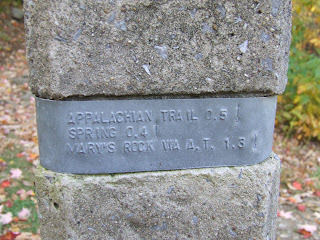 APPALACHIAN TRAIL 0.5
SPRING 0.4
MARY'S ROCK VIA A.T. 1.3